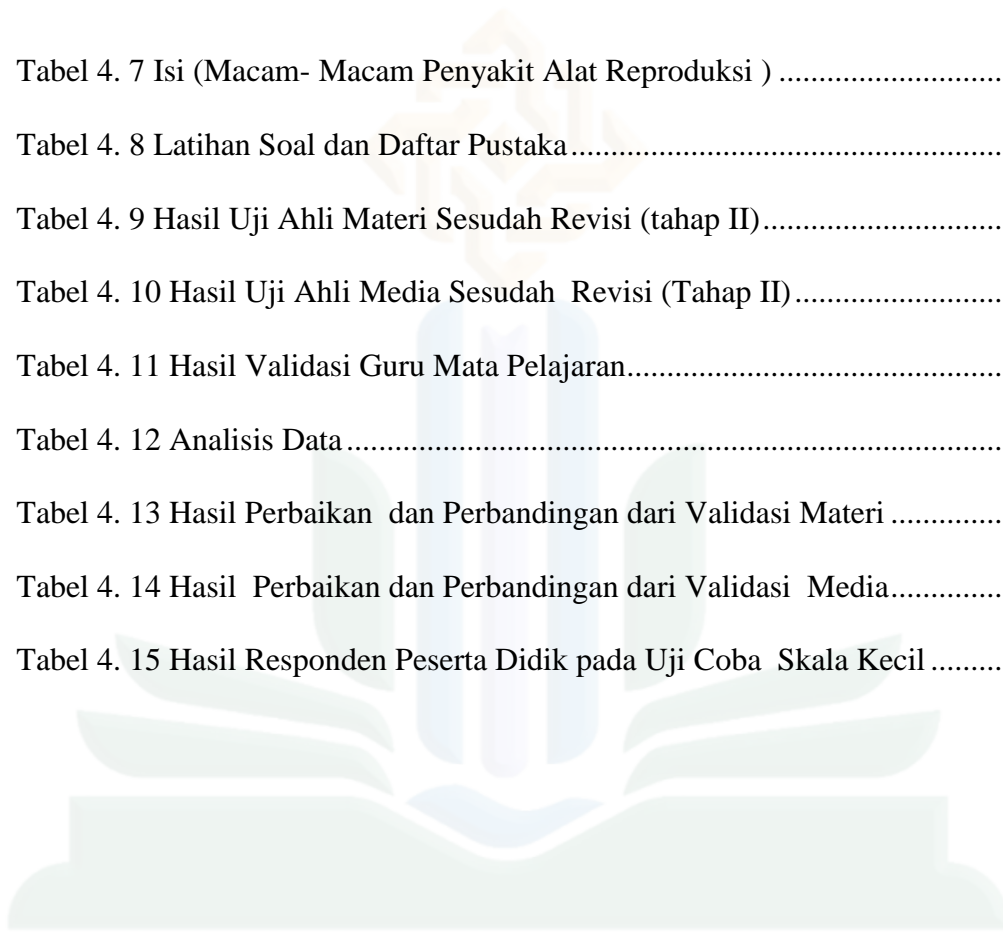 Tabel 4. 7 Isi (Macam- Macam Penyakit Alat Reproduksi ) ............................
Tabel 4. 8 Latihan Soal dan Daftar Pustaka ......................................................
Tabel 4. 9 Hasil Uji Ahli Materi Sesudah Revisi (tahap II) ..............................
Tabel 4. 10 Hasil Uji Ahli Media Sesudah  Revisi (Tahap II) ..........................
Tabel 4. 11 Hasil Validasi Guru Mata Pelajaran ...............................................
Tabel 4. 12 Analisis Data ..................................................................................
Tabel 4. 13 Hasil Perbaikan  dan Perbandingan dari Validasi Materi ..............
Tabel 4. 14 Hasil  Perbaikan dan Perbandingan dari Validasi  Media ..............
Tabel 4. 15 Hasil Responden Peserta Didik pada Uji Coba  Skala Kecil .........